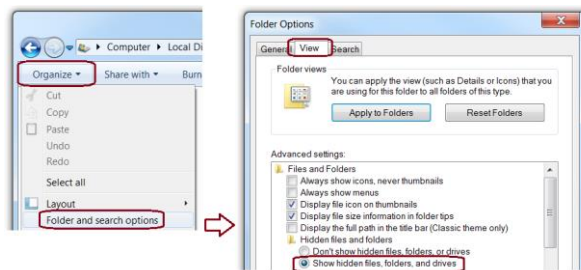 Computer
Local Di
Organize
Share with
Burn
Cut
Copy
Paste
Undo
Redo
Select all
Layout
Folder and search options
Folder Options
General
View
Search
Folder views
You can apply the view (such as Details or Icons) that you
are using for this folder to all folders of this type.
Apply to Folders
Reset Folders
Advanced settings:
Files and Folders
Always show icons, never thumbnails
Always show menus
Display file icon on thumbnails
Display file size information in folder tips
Display the full path in the title bar (Classic theme only)
Hidden files and folders
Don't show hidden files, folders, or drives
Show hidden files, folders, and drives